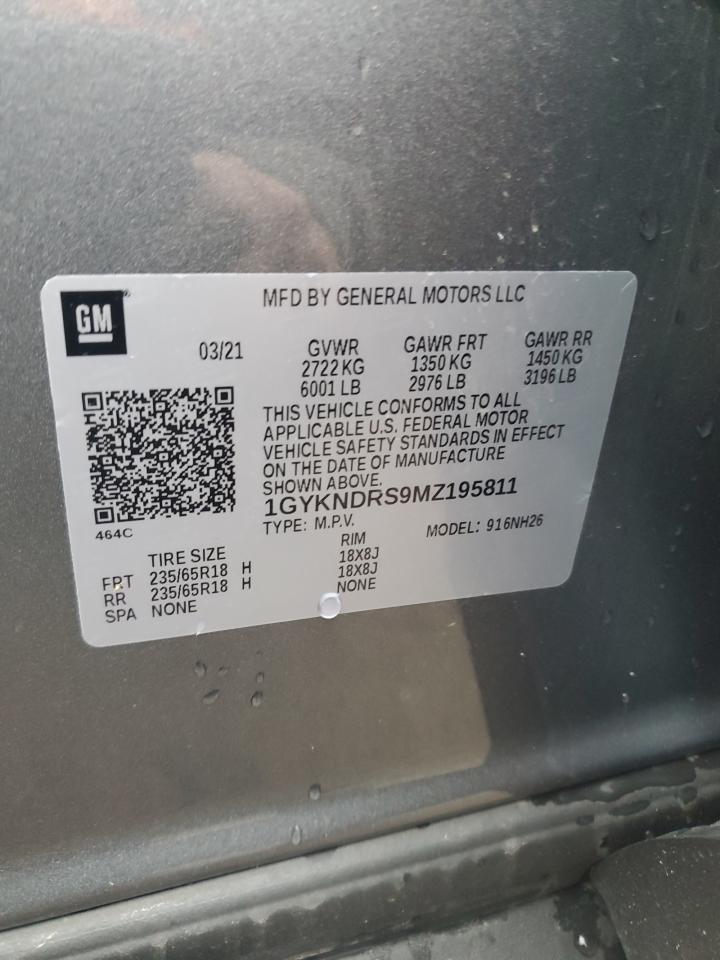 GM
MFD BY GENERAL MOTORS LLC
03/21
GVWR GAWR FRT GAWR RR
2722 KG 1350 KG 1450 KG
6001 LB 2976 LB 3196 LB
THIS VEHICLE CONFORMS TO ALL
APPLICABLE U.S. FEDERAL MOTOR
VEHICLE SAFETY STANDARDS IN EFFECT
ON THE DATE OF MANUFACTURE
SHOWN ABOVE.
1GYKNDRS9MZ195811
464C
TYPE: M.P.V. MODEL: 916NH26
TIRE SIZE RIM
FRT 235/65R18 H 18X8J
RR 235/65R18 H 18X8J
SPA NONE NONE